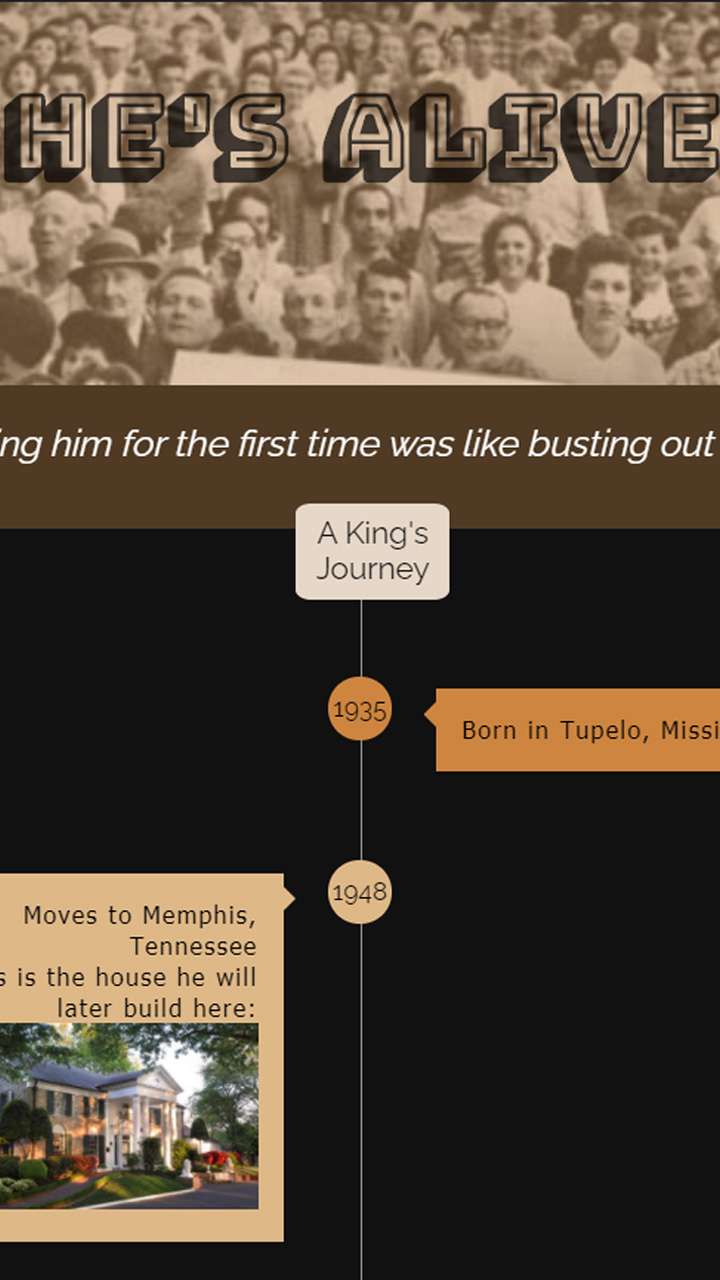 HE'S ALIVE
ing him for the first time was like busting out
A King's
Journey
1935
Born in Tupelo, Missi
1948
Moves to Memphis,
Tennessee
s is the house he will
later build here: